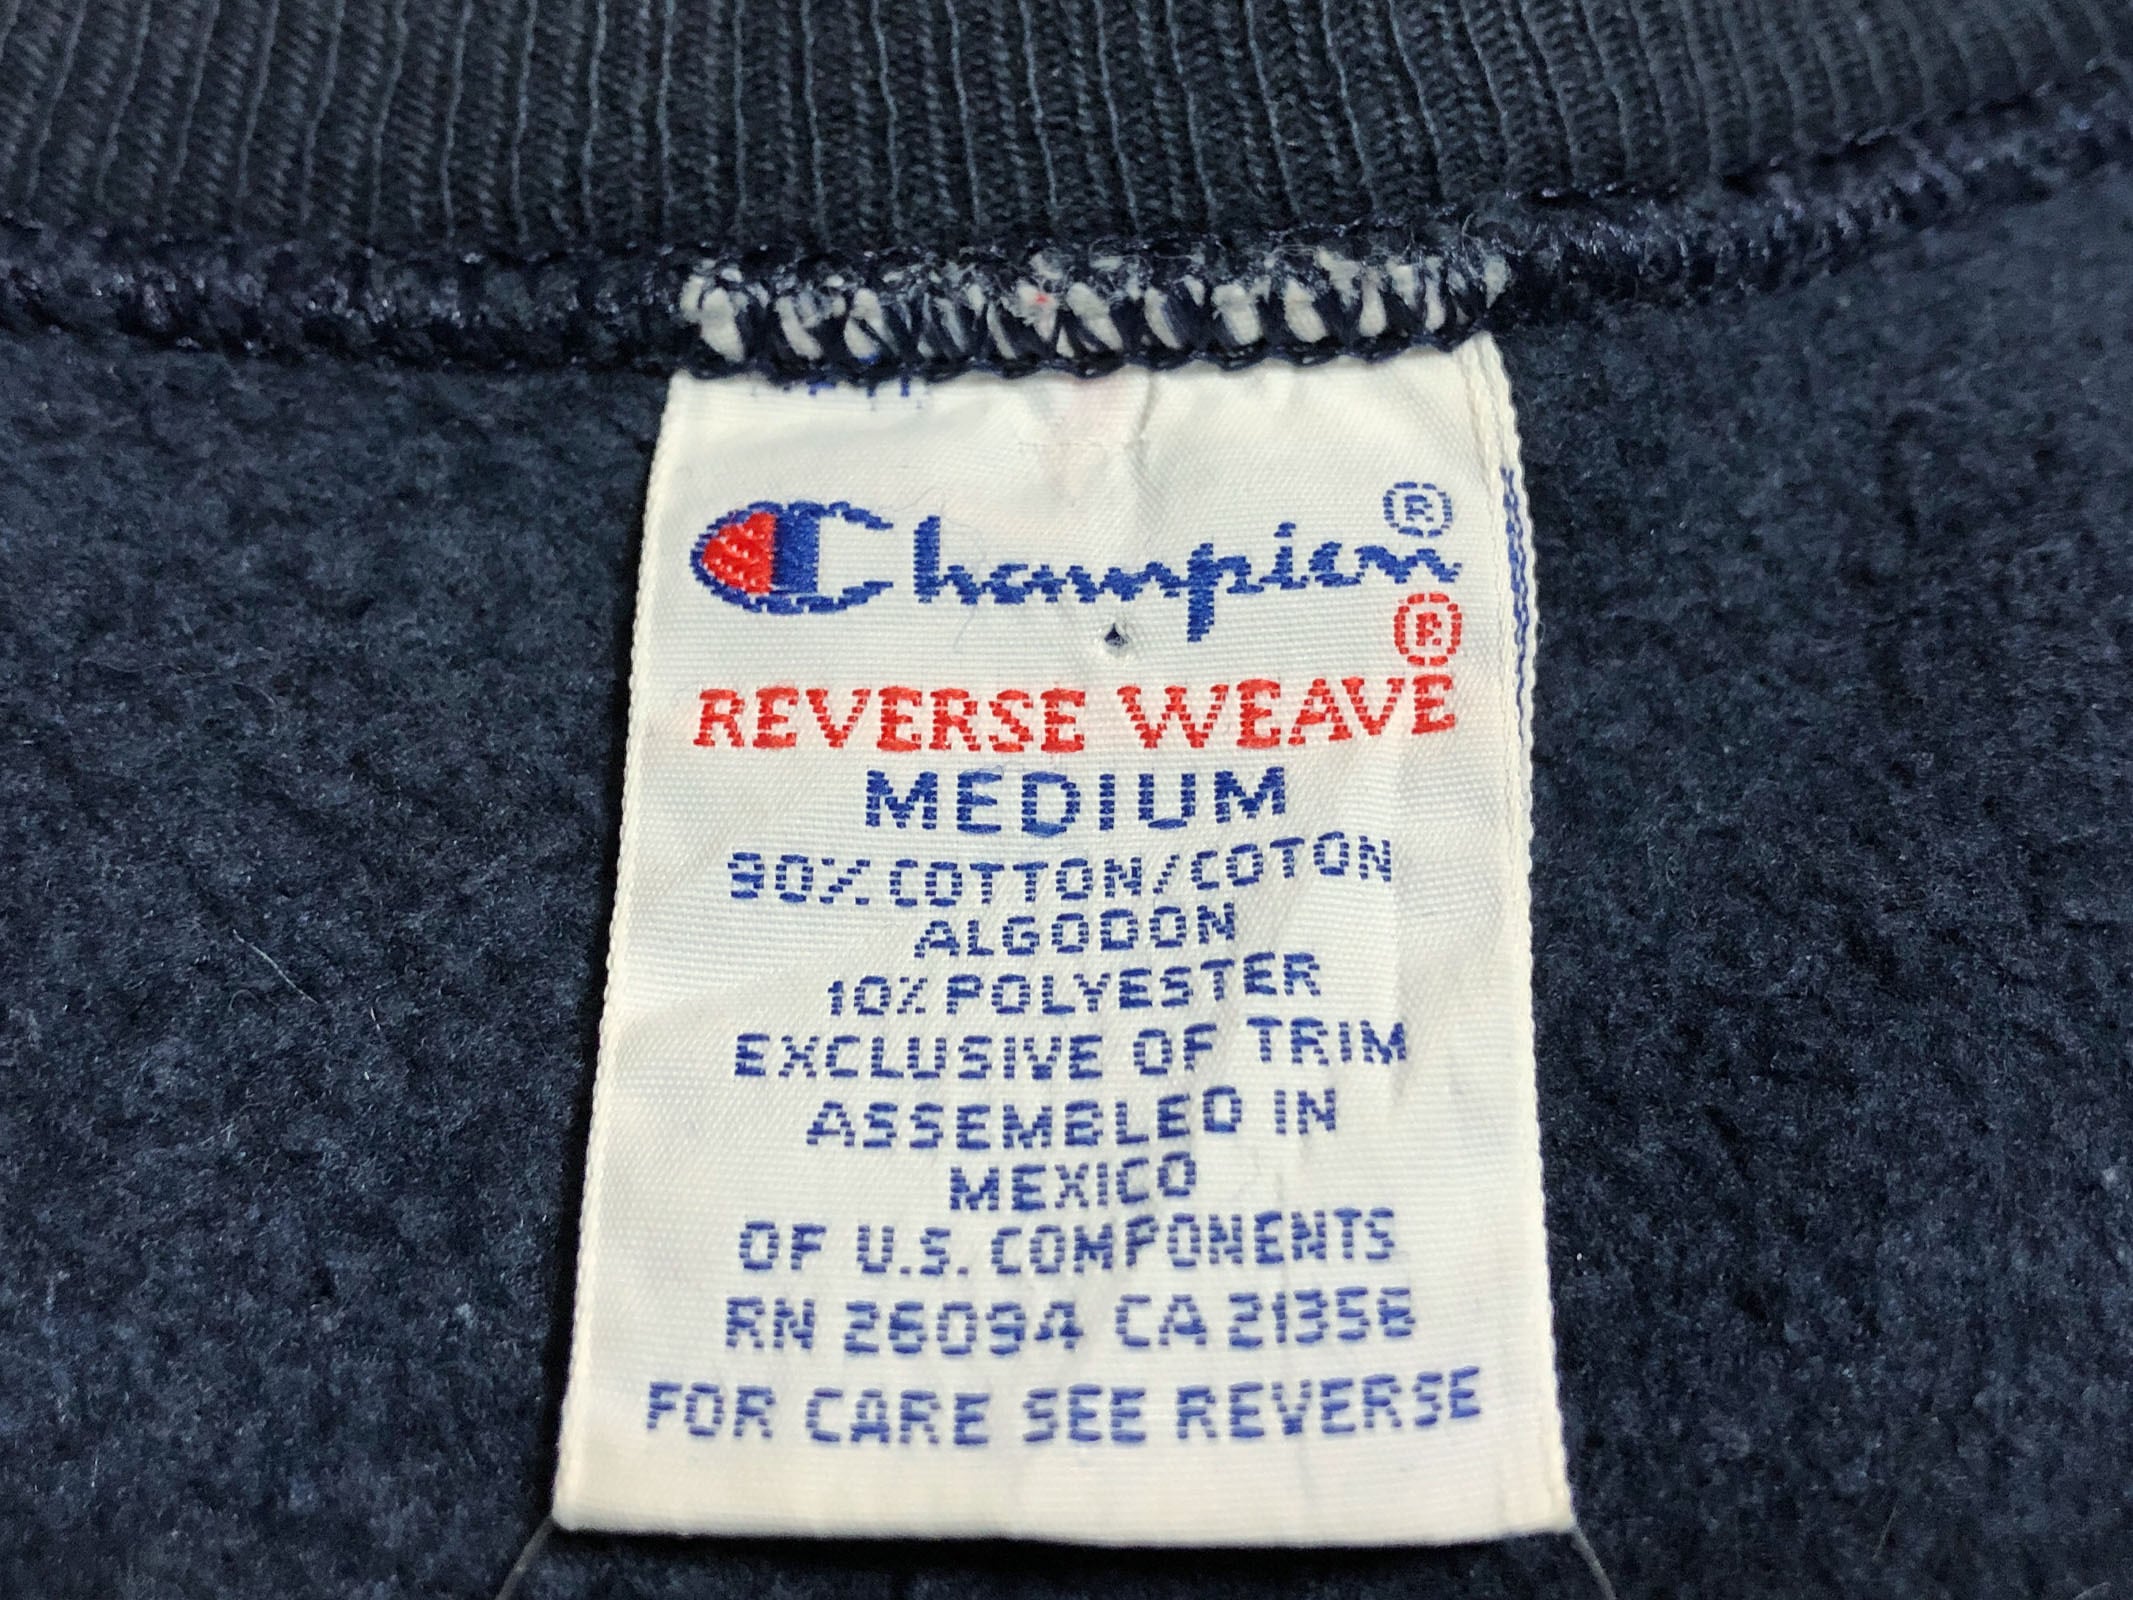 Champion®
REVERSE WEAVE®
MEDIUM
90% COTTON/COTON
ALGODON
10% POLYESTER
EXCLUSIVE OF TRIM
ASSEMBLED IN
MEXICO
OF U.S. COMPONENTS
RN 26094 CA 21356
FOR CARE SEE REVERSE